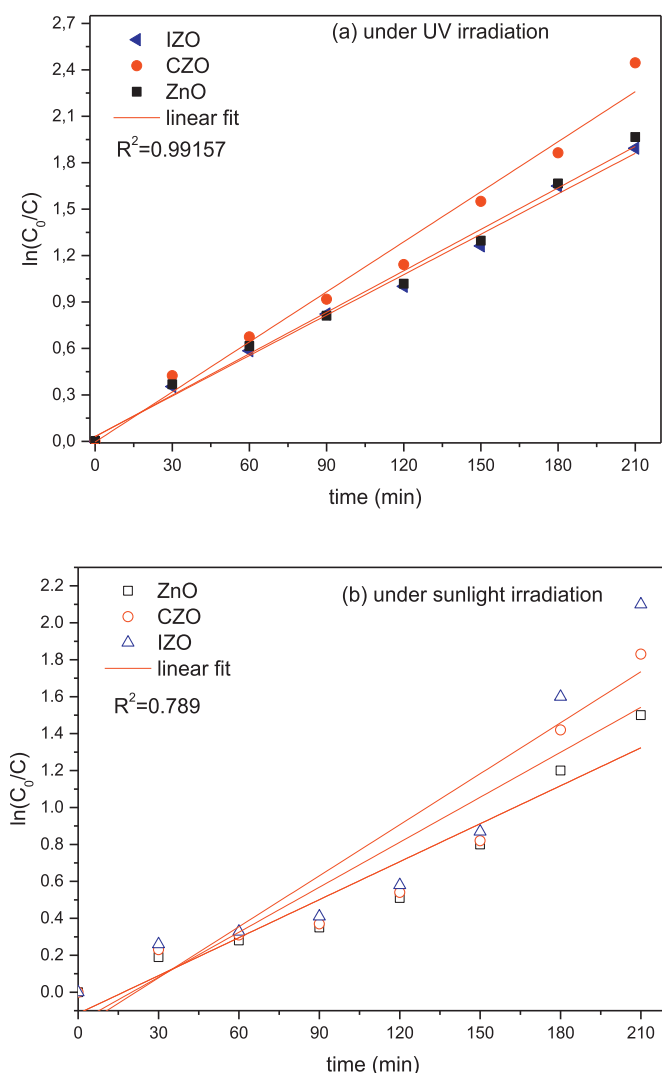 (a) under UV irradiation
IZO
CZO
ZnO
linear fit
R²=0.99157
2,7
2,4
2,1
1,8
1,5
1,2
0,9
0,6
0,3
0,0
ln(C₀/C)
0 30 60 90 120 150 180 210
time (min)
(b) under sunlight irradiation
ZnO
CZO
IZO
linear fit
R²=0.789
2.2
2.0
1.8
1.6
1.4
1.2
1.0
0.8
0.6
0.4
0.2
0.0
ln(C₀/C)
0 30 60 90 120 150 180 210
time (min)